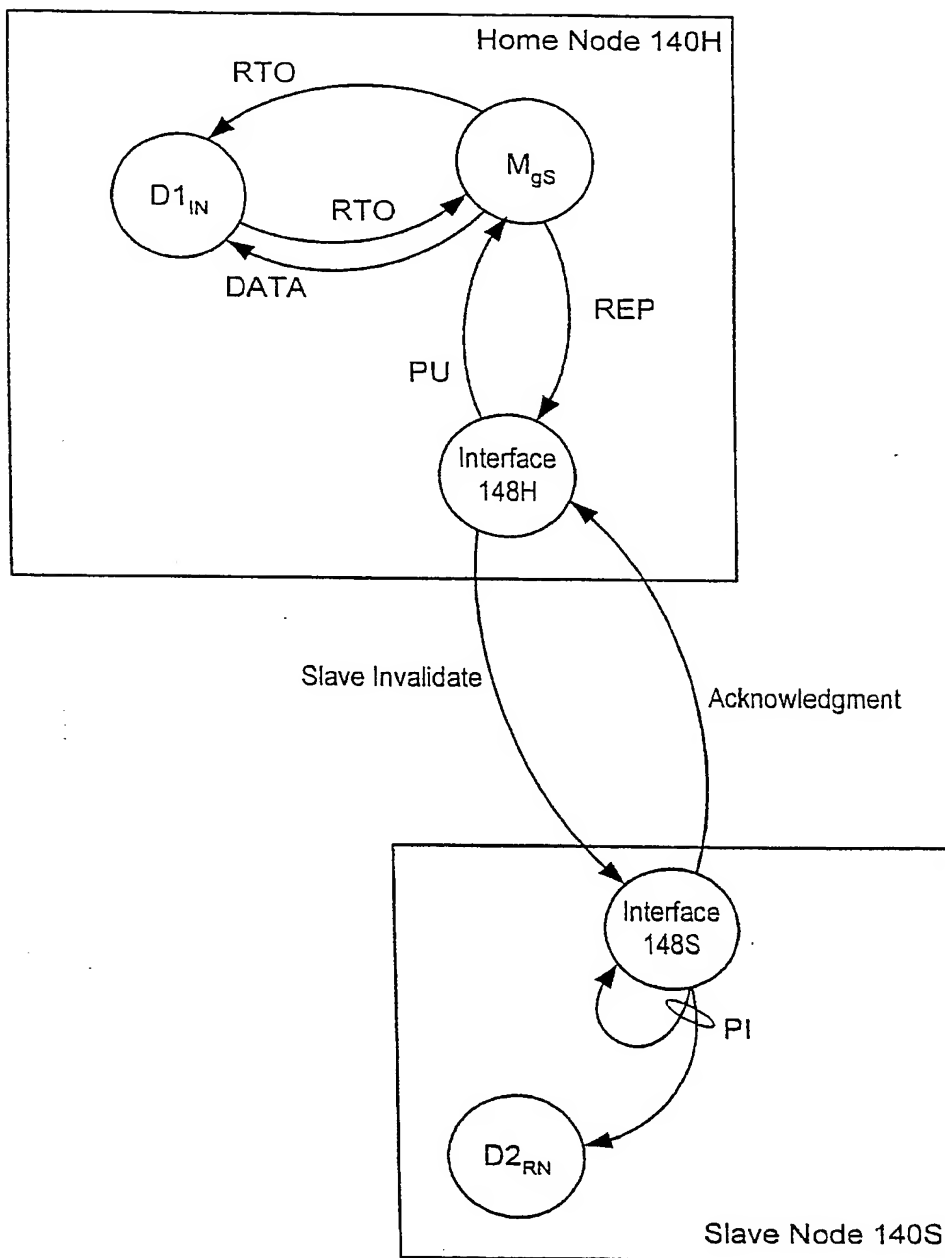 Home Node 140H
RTO
D1IN
MgS
RTO
DATA
REP
PU
Interface
148H
Slave Invalidate
Acknowledgment
Interface
148S
PI
D2RN
Slave Node 140S